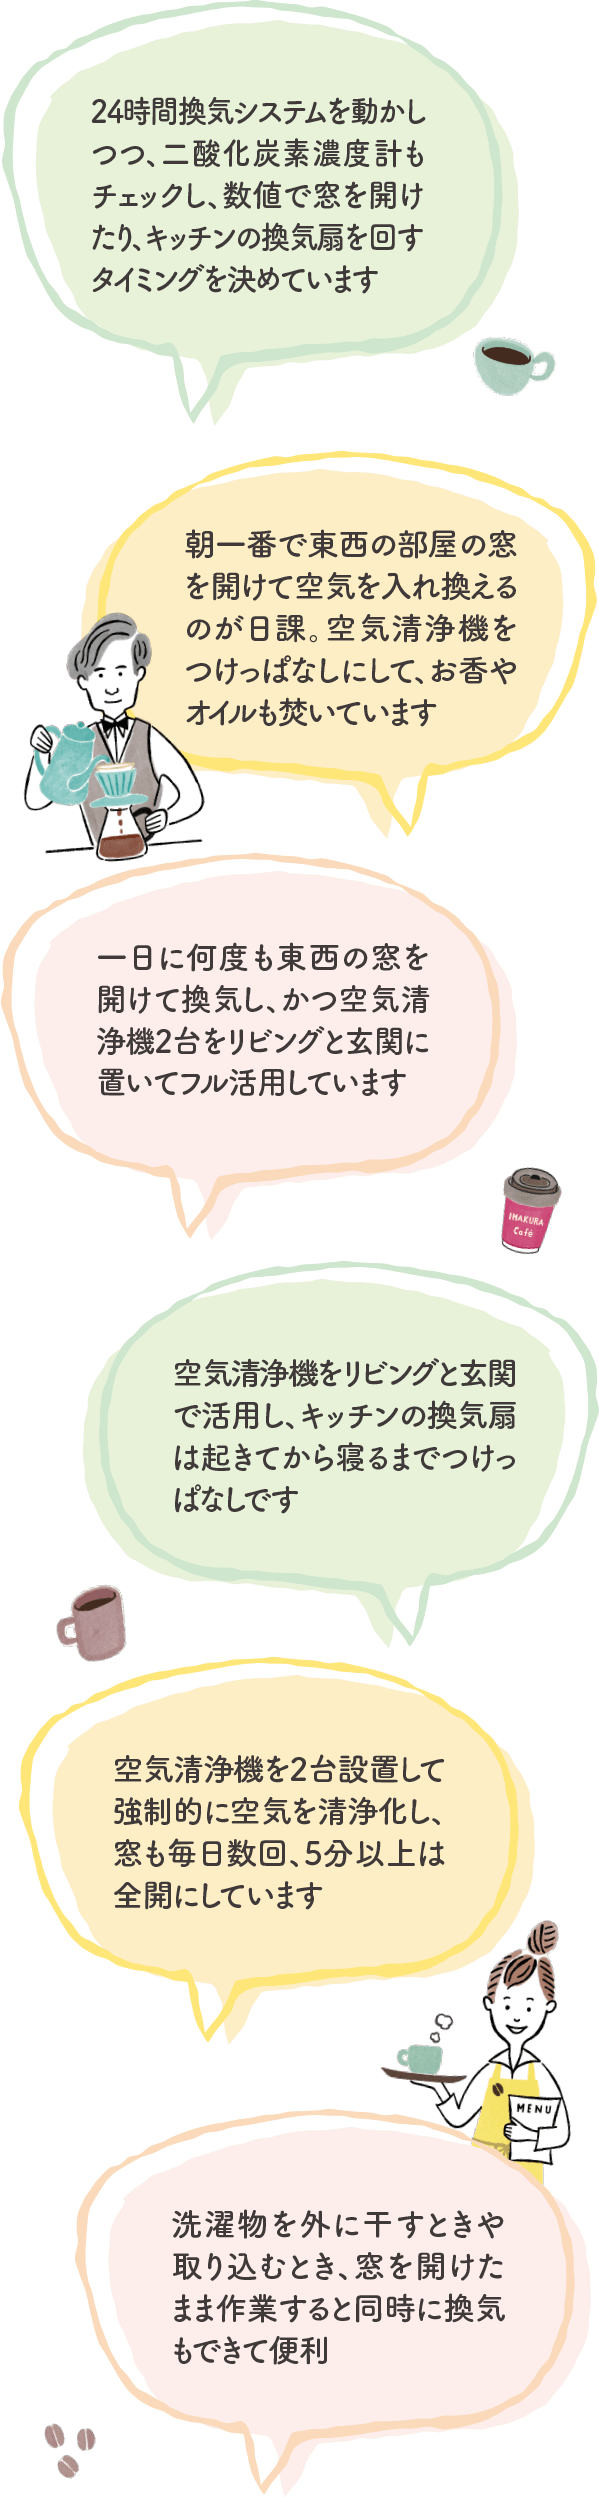 24時間換気システムを動かし
つつ、二酸化炭素濃度計も
チェックし、数値で窓を開け
たり、キッチンの換気扇を回す
タイミングを決めています
朝一番で東西の部屋の窓
を開けて空気を入れ換える
のが日課。空気清浄機を
つけっぱなしにして、お香や
オイルも焚いています
一日に何度も東西の窓を
開けて換気し、かつ空気清
浄機2台をリビングと玄関に
置いてフル活用しています
IMAKURA
Café
空気清浄機をリビングと玄関
で活用し、キッチンの換気扇
は起きてから寝るまでつけっ
ぱなしです
空気清浄機を2台設置して
強制的に空気を清浄化し、
窓も毎日数回、5分以上は
全開にしています
MENU
洗濯物を外に干すときや
取り込むとき、窓を開けた
まま作業すると同時に換気
もできて便利